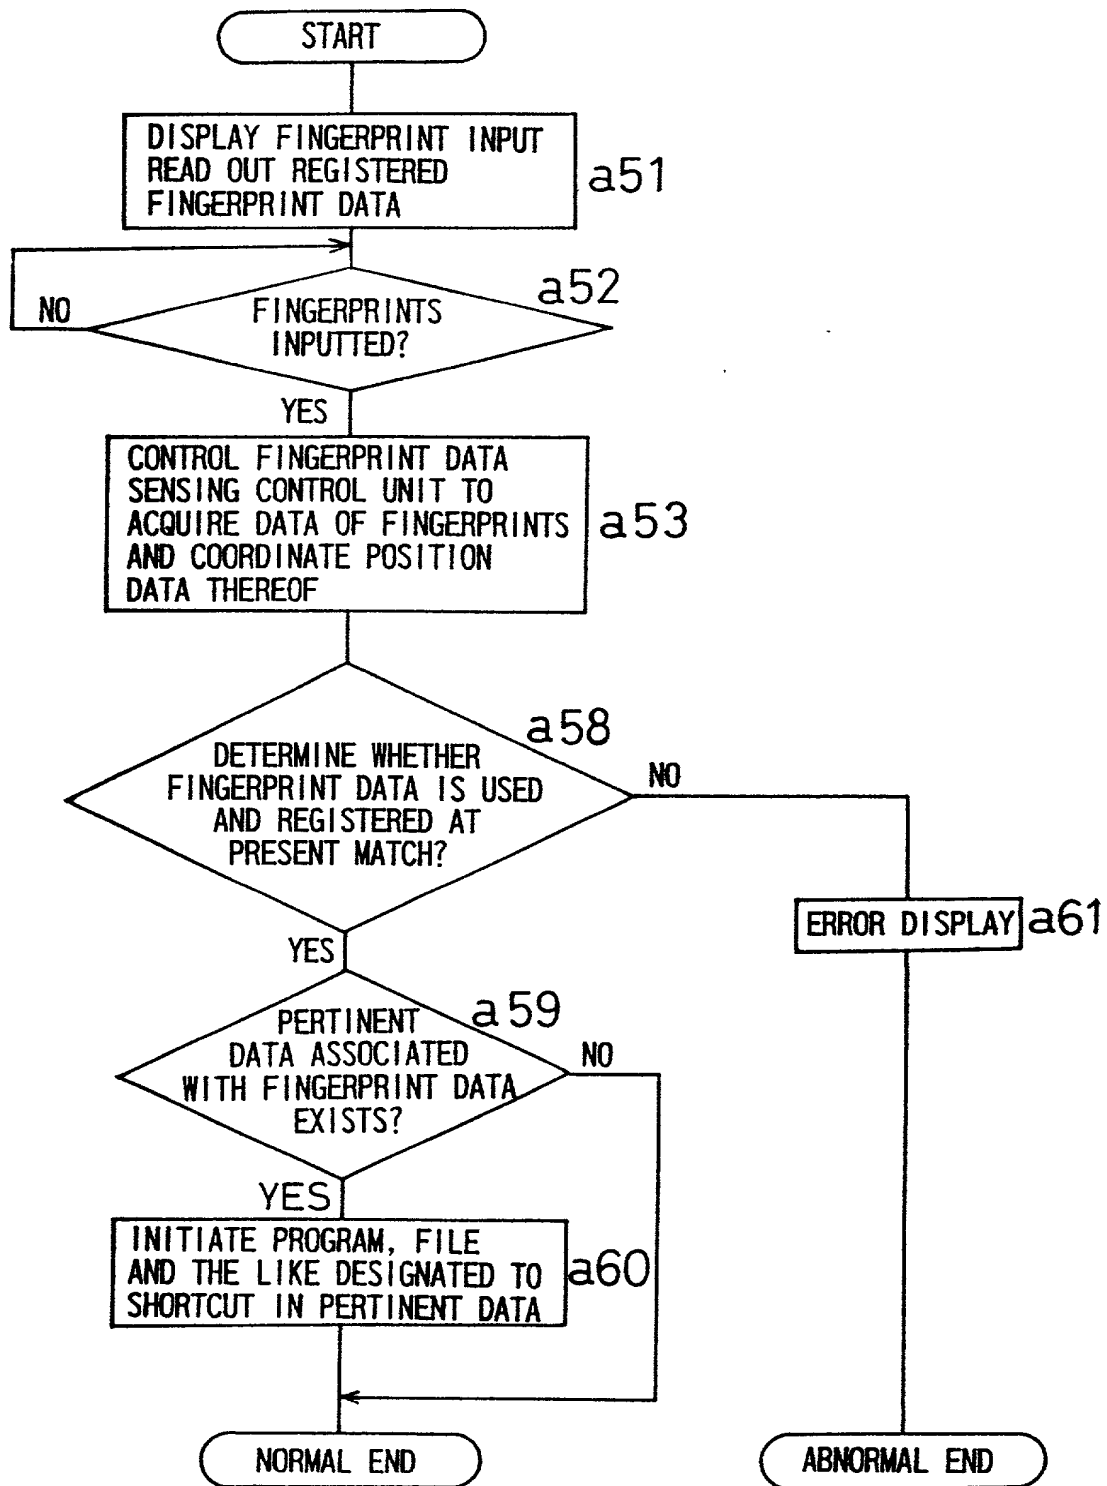 START
DISPLAY FINGERPRINT INPUT
READ OUT REGISTERED
FINGERPRINT DATA
a51
a52
NO
FINGERPRINTS
INPUTTED?
YES
CONTROL FINGERPRINT DATA
SENSING CONTROL UNIT TO
ACQUIRE DATA OF FINGERPRINTS
AND COORDINATE POSITION
DATA THEREOF
a53
a58
DETERMINE WHETHER
FINGERPRINT DATA IS USED
AND REGISTERED AT
PRESENT MATCH?
NO
YES
ERROR DISPLAY
a61
a59
PERTINENT
DATA ASSOCIATED
WITH FINGERPRINT DATA
EXISTS?
NO
YES
INITIATE PROGRAM, FILE
AND THE LIKE DESIGNATED TO
SHORTCUT IN PERTINENT DATA
a60
NORMAL END
ABNORMAL END